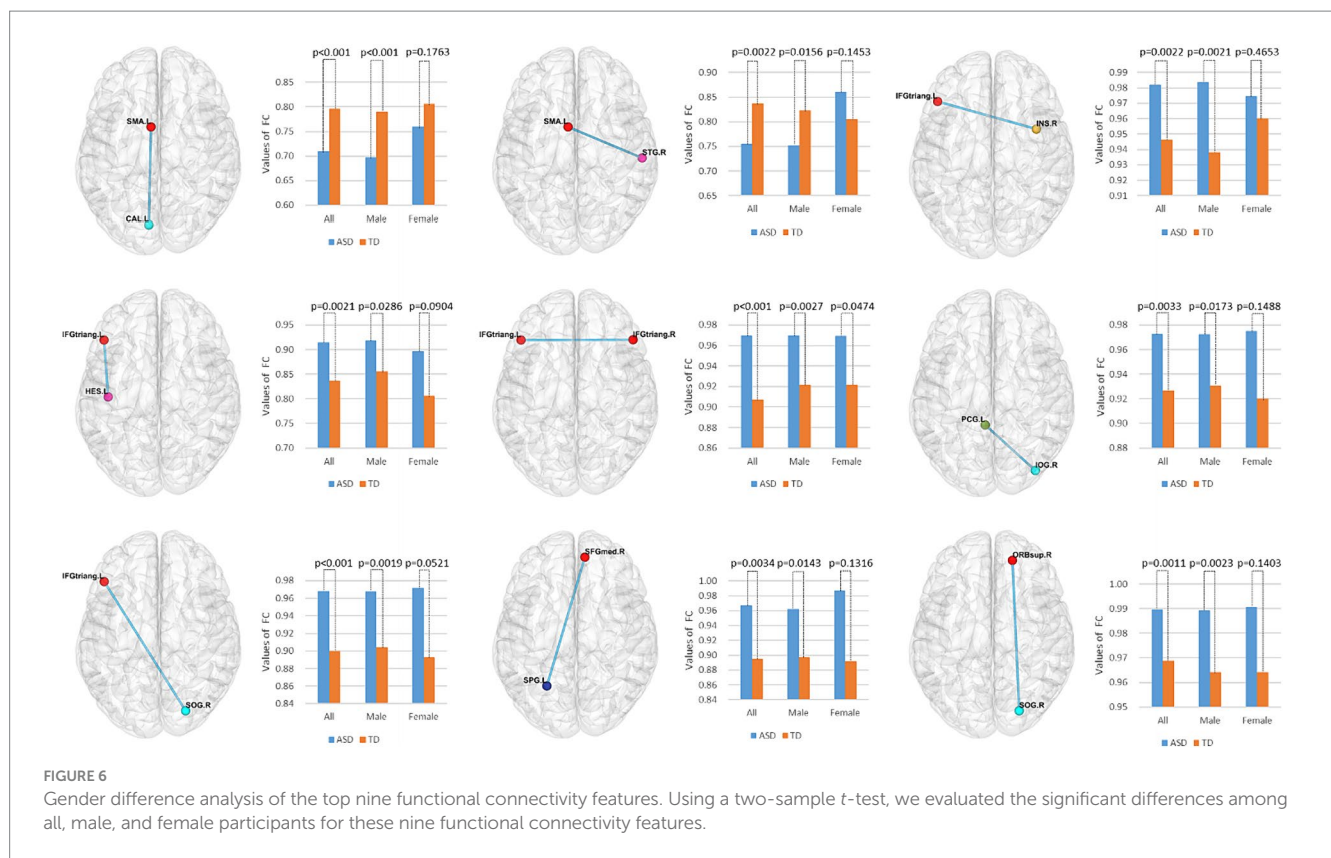 p<0.001 p<0.001 p=0.1763
SMA.L
CAL.L
Values of FC
0.85
0.80
0.75
0.70
0.65
0.60
All Male Female
ASD TD
p=0.0022 p=0.0156 p=0.1453
SMA.L
STG.R
Values of FC
0.90
0.85
0.80
0.75
0.70
0.65
All Male Female
ASD TD
p=0.0022 p=0.0021 p=0.4653
IFGtriang.L
INS.R
Values of FC
0.99
0.98
0.97
0.96
0.95
0.94
0.93
0.92
0.91
All Male Female
ASD TD
p=0.0021 p=0.0286 p=0.0904
IFGtriang.L
HES.L
Values of FC
0.95
0.90
0.85
0.80
0.75
0.70
All Male Female
ASD TD
p<0.001 p=0.0027 p=0.0474
IFGtriang.L
IFGtriang.R
Values of FC
0.98
0.96
0.94
0.92
0.90
0.88
0.86
All Male Female
ASD TD
p=0.0033 p=0.0173 p=0.1488
PCG.L
IOG.R
Values of FC
0.98
0.96
0.94
0.92
0.90
0.88
All Male Female
ASD TD
p<0.001 p=0.0019 p=0.0521
IFGtriang.L
SOG.R
Values of FC
0.98
0.96
0.94
0.92
0.90
0.88
0.86
0.84
All Male Female
ASD TD
p=0.0034 p=0.0143 p=0.1316
SFGmed.R
SPG.L
Values of FC
1.00
0.98
0.96
0.94
0.92
0.90
0.88
0.86
0.84
All Male Female
ASD TD
p=0.0011 p=0.0023 p=0.1403
ORBsup.R
SOG.R
Values of FC
1.00
0.99
0.98
0.97
0.96
0.95
All Male Female
ASD TD
FIGURE 6
Gender difference analysis of the top nine functional connectivity features. Using a two-sample t-test, we evaluated the significant differences among
all, male, and female participants for these nine functional connectivity features.